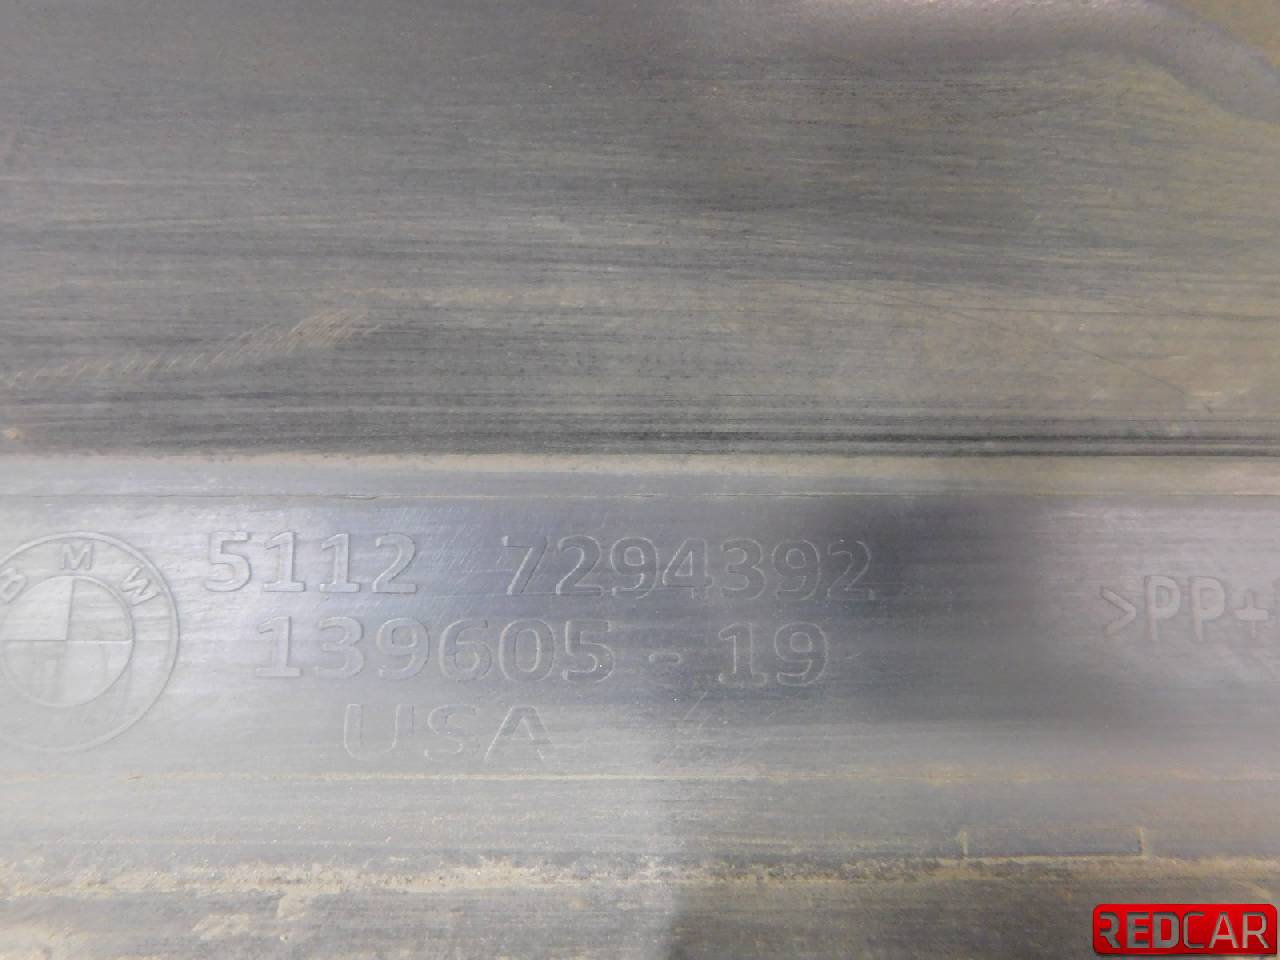 BMW
5112 7294392
139605 - 19
USA
>PP+
REDCAR